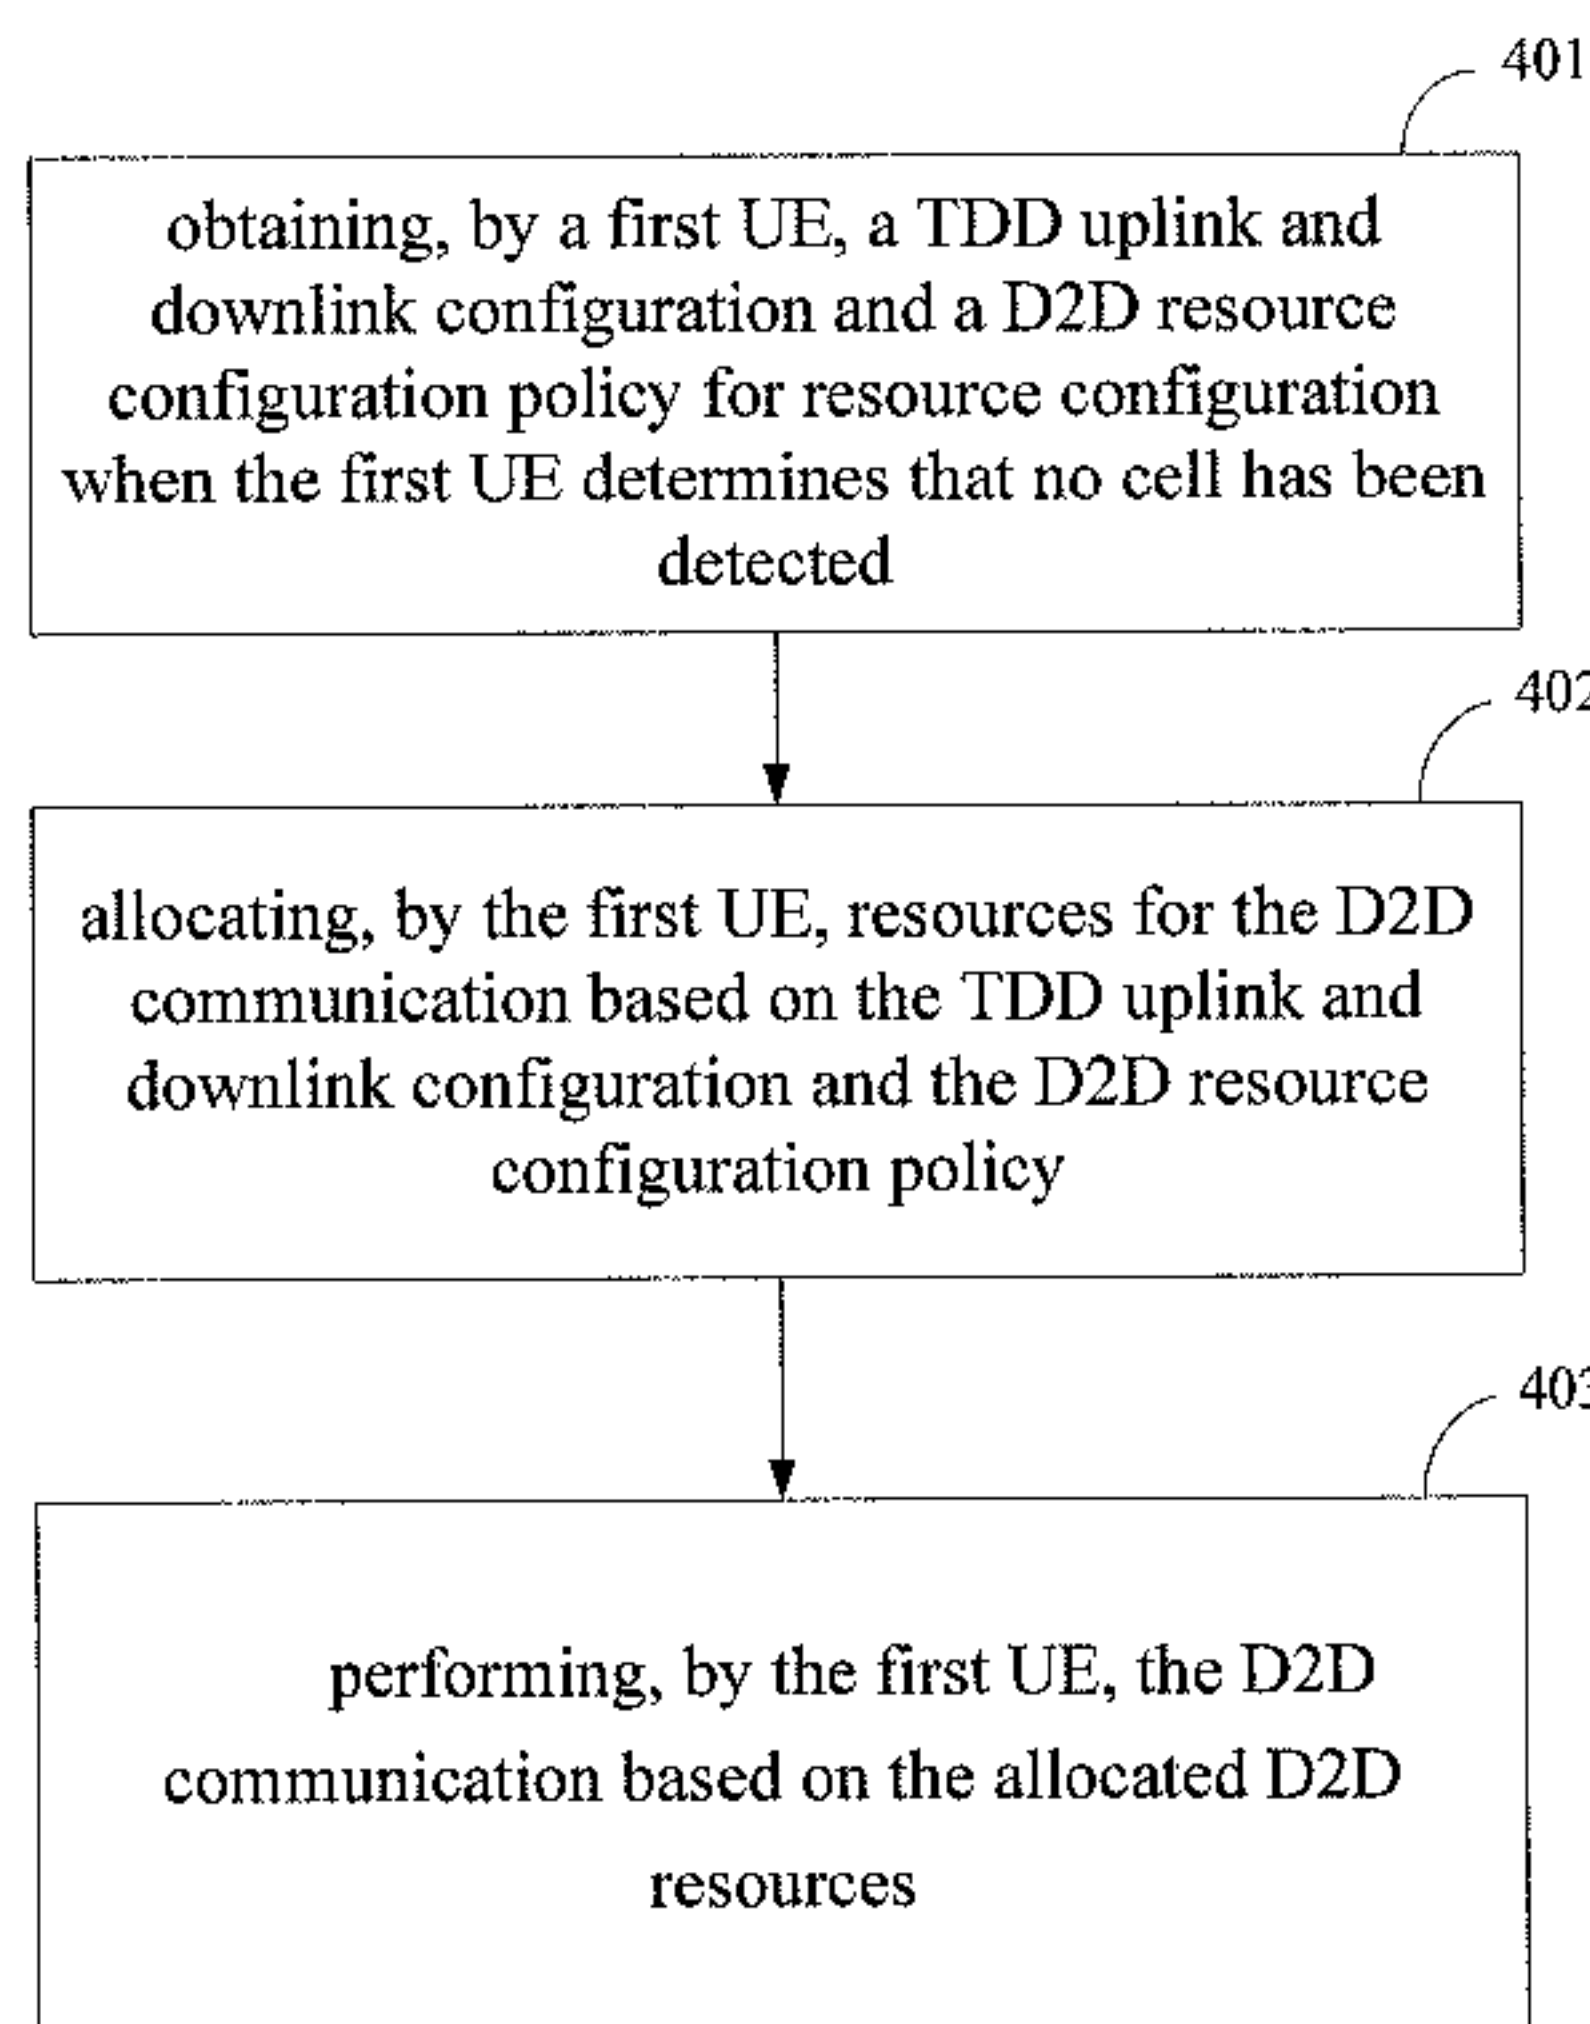 401
obtaining, by a first UE, a TDD uplink and
downlink configuration and a D2D resource
configuration policy for resource configuration
when the first UE determines that no cell has been
detected
402
allocating, by the first UE, resources for the D2D
communication based on the TDD uplink and
downlink configuration and the D2D resource
configuration policy
403
performing, by the first UE, the D2D
communication based on the allocated D2D
resources